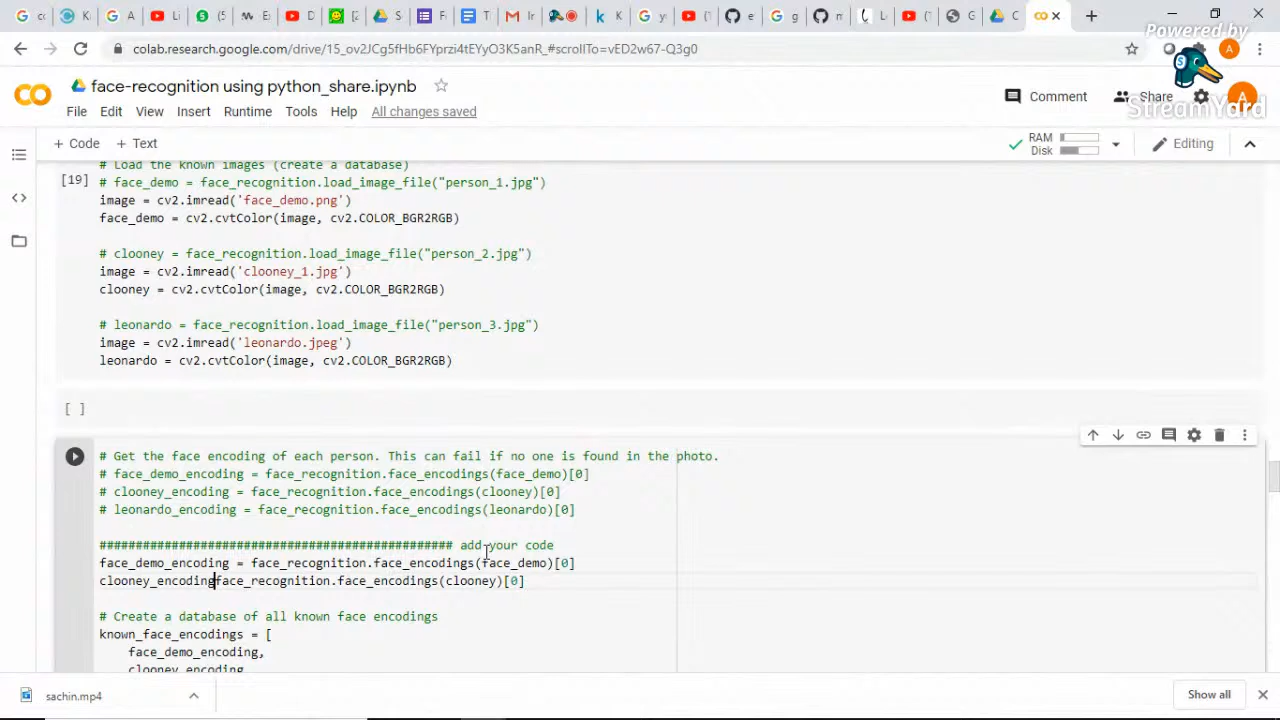 colab.research.google.com/drive/15_ov2JCg5fHb6FYprzi4tEYyO3K5anR_#scrollTo=vED2w67-Q3g0
Powered by
StreamYard
face-recognition using python_share.ipynb
Comment
Share
A
File Edit View Insert Runtime Tools Help All changes saved
+ Code + Text
RAM
Disk
Editing
# Load the known images (create a database)
[19]
# face_demo = face_recognition.load_image_file("person_1.jpg")
image = cv2.imread('face_demo.png')
face_demo = cv2.cvtColor(image, cv2.COLOR_BGR2RGB)
# clooney = face_recognition.load_image_file("person_2.jpg")
image = cv2.imread('clooney_1.jpg')
clooney = cv2.cvtColor(image, cv2.COLOR_BGR2RGB)
# leonardo = face_recognition.load_image_file("person_3.jpg")
image = cv2.imread('leonardo.jpeg')
leonardo = cv2.cvtColor(image, cv2.COLOR_BGR2RGB)
[ ]
# Get the face encoding of each person. This can fail if no one is found in the photo.
# face_demo_encoding = face_recognition.face_encodings(face_demo)[0]
# clooney_encoding = face_recognition.face_encodings(clooney)[0]
# leonardo_encoding = face_recognition.face_encodings(leonardo)[0]
################################################# add your code
face_demo_encoding = face_recognition.face_encodings(face_demo)[0]
clooney_encodingface_recognition.face_encodings(clooney)[0]
# Create a database of all known face encodings
known_face_encodings = [
face_demo_encoding,
clooney_encoding
sachin.mp4
Show all